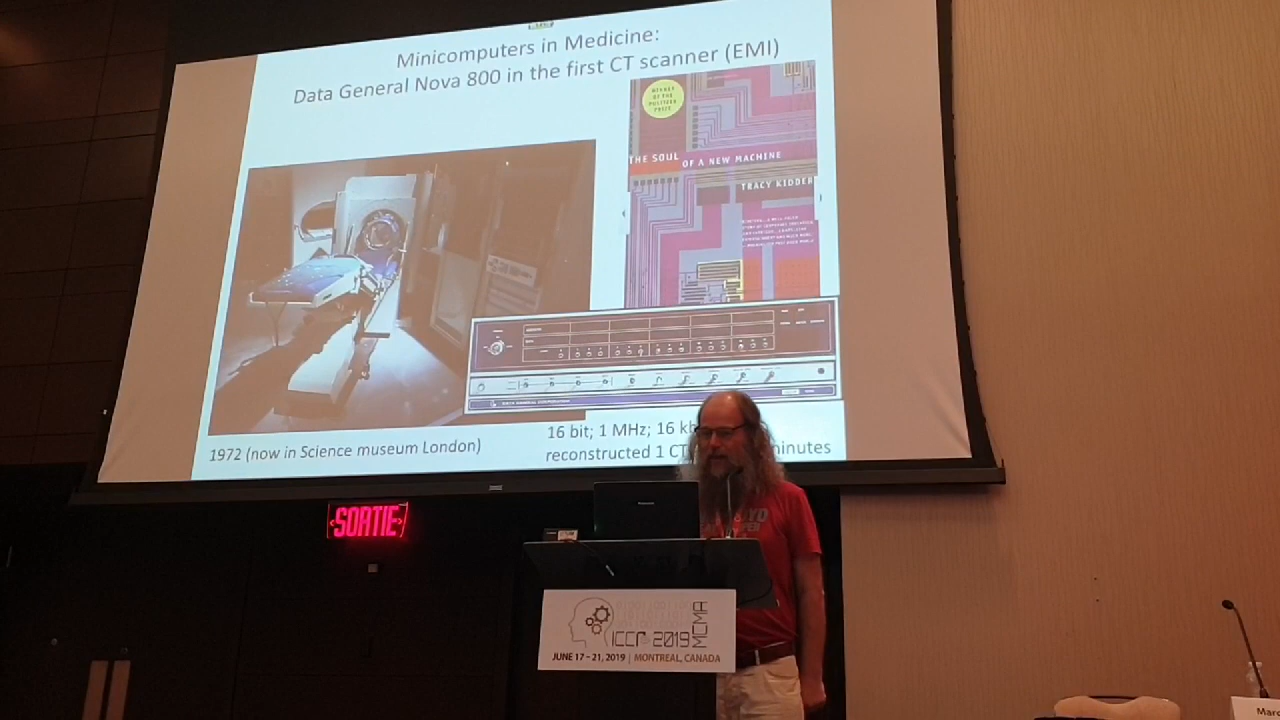 Minicomputers in Medicine:
Data General Nova 800 in the first CT scanner (EMI)
WINNER
OF THE
PULITZER
PRIZE
THE SOUL OF A NEW MACHINE
TRACY KIDDER
1972 (now in Science museum London)
16 bit; 1 MHz; 16 kb
reconstructed 1 CT minutes
SORTIE
ICCR 2019
MCMA
JUNE 17 – 21, 2019 | MONTREAL, CANADA
Marc